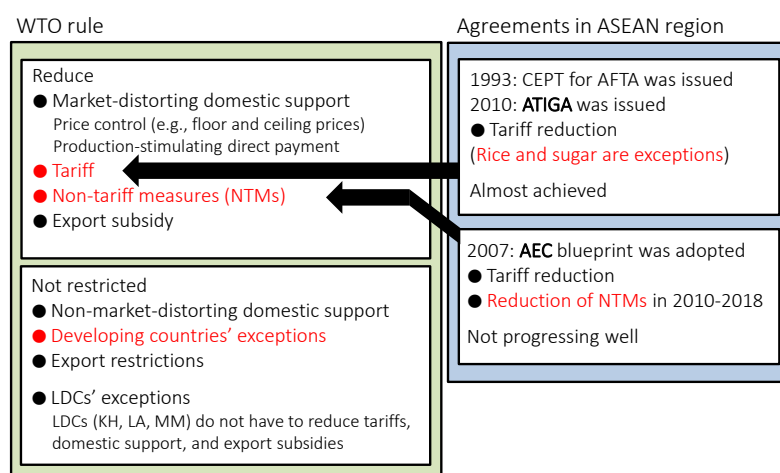 WTO rule
Reduce
● Market-distorting domestic support
Price control (e.g., floor and ceiling prices)
Production-stimulating direct payment
● Tariff
● Non-tariff measures (NTMs)
● Export subsidy
Not restricted
● Non-market-distorting domestic support
● Developing countries’ exceptions
● Export restrictions
● LDCs’ exceptions
LDCs (KH, LA, MM) do not have to reduce tariffs,
domestic support, and export subsidies
Agreements in ASEAN region
1993: CEPT for AFTA was issued
2010: ATIGA was issued
● Tariff reduction
(Rice and sugar are exceptions)
Almost achieved
2007: AEC blueprint was adopted
● Tariff reduction
● Reduction of NTMs in 2010-2018
Not progressing well